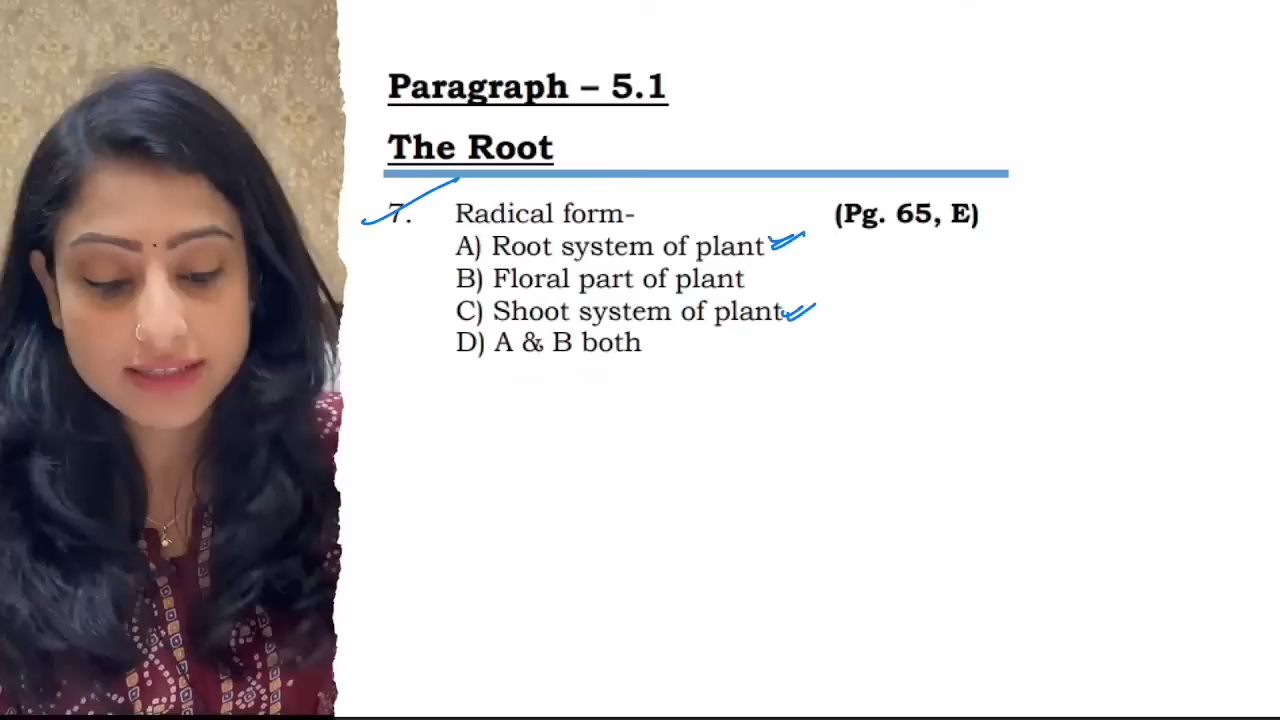 Paragraph – 5.1
The Root
7. Radical form- (Pg. 65, E)
A) Root system of plant
B) Floral part of plant
C) Shoot system of plant
D) A & B both